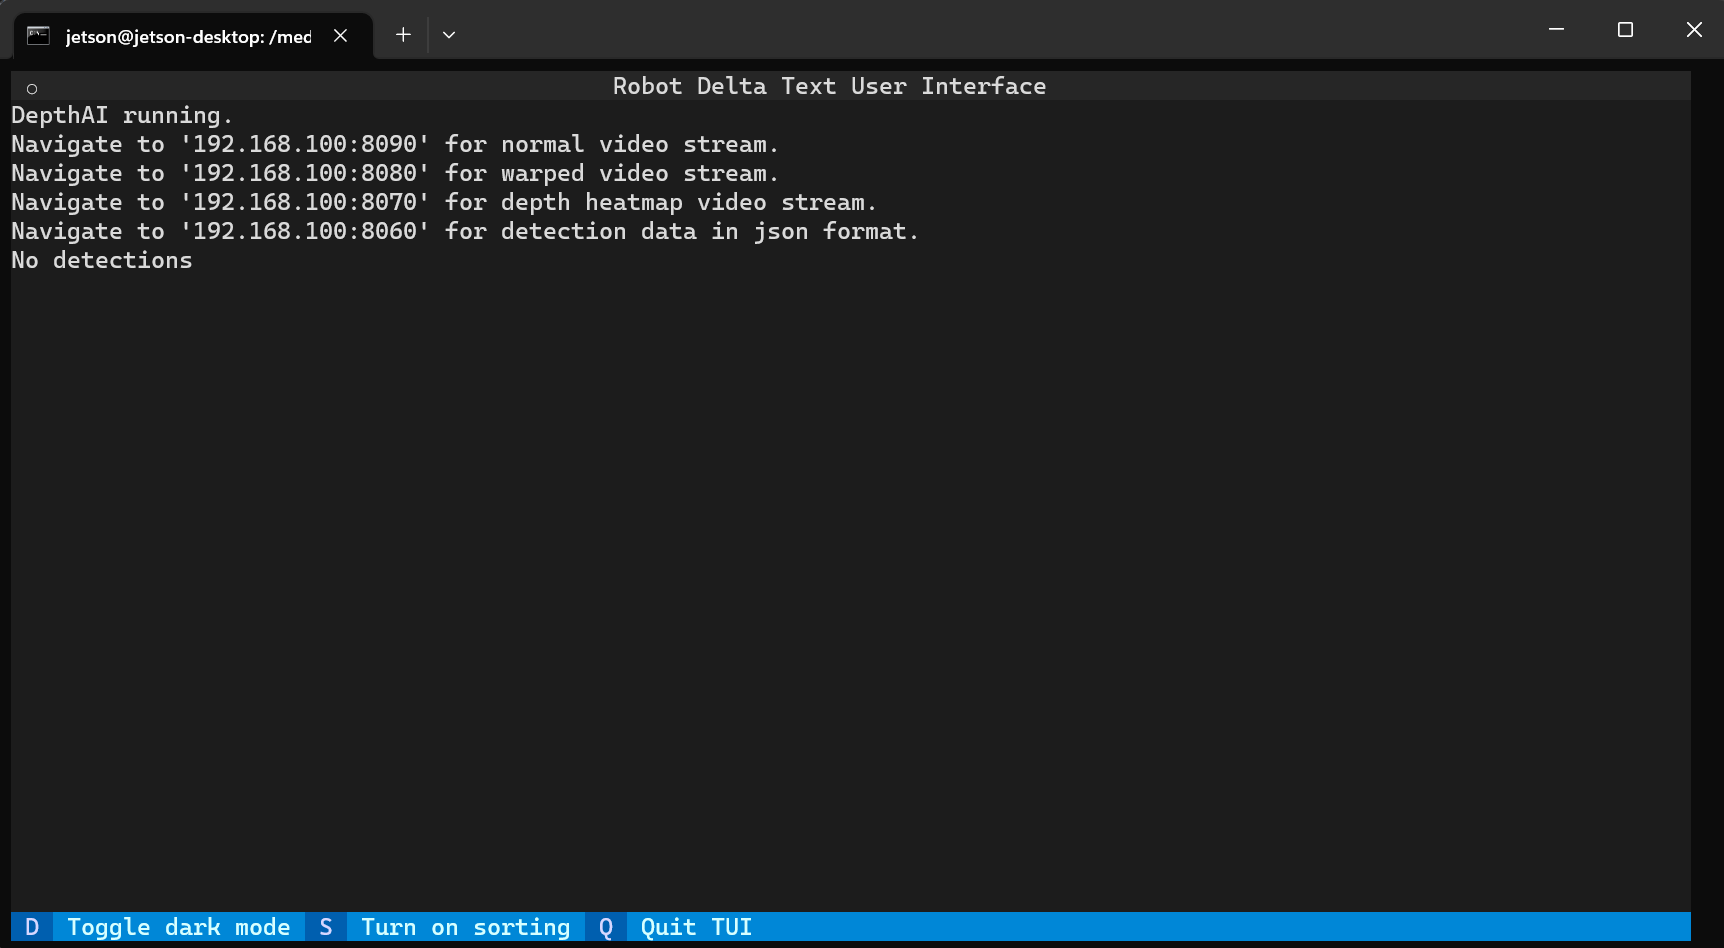 jetson@jetson-desktop: /med
Robot Delta Text User Interface
DepthAI running.
Navigate to '192.168.100:8090' for normal video stream.
Navigate to '192.168.100:8080' for warped video stream.
Navigate to '192.168.100:8070' for depth heatmap video stream.
Navigate to '192.168.100:8060' for detection data in json format.
No detections
D Toggle dark mode S Turn on sorting Q Quit TUI